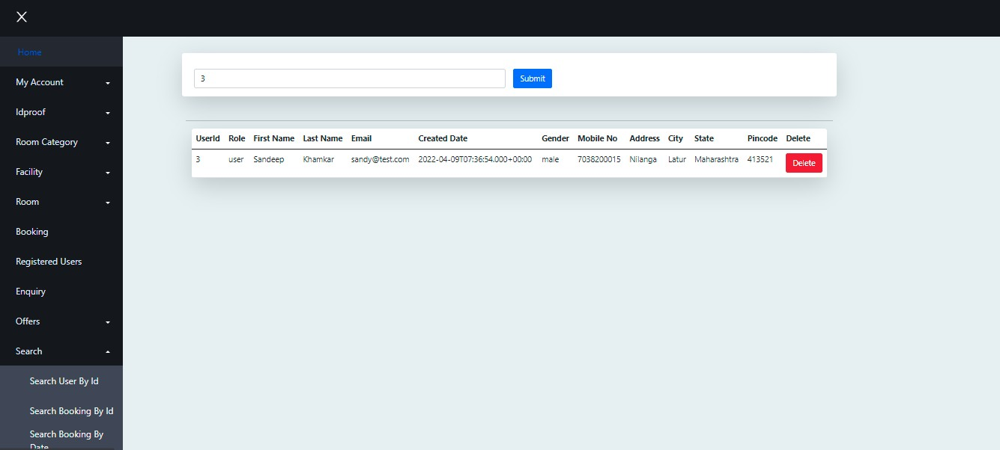 Home
My Account
Idproof
Room Category
Facility
Room
Booking
Registered Users
Enquiry
Offers
Search
Search User By Id
Search Booking By Id
Search Booking By
Date
3 Submit
UserId Role First Name Last Name Email Created Date Gender Mobile No Address City State Pincode Delete
3 user Sandeep Khamkar sandy@test.com 2022-04-09T07:36:54.000+00:00 male 7038200015 Nilanga Latur Maharashtra 413521 Delete